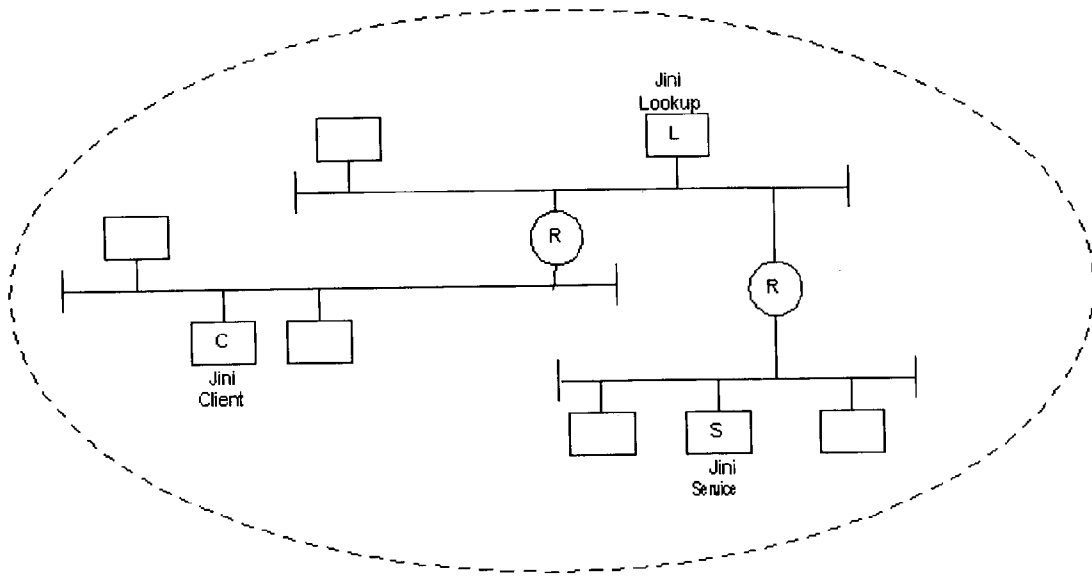 Jini
Lookup
L
R
R
C
Jini
Client
S
Jini
Service